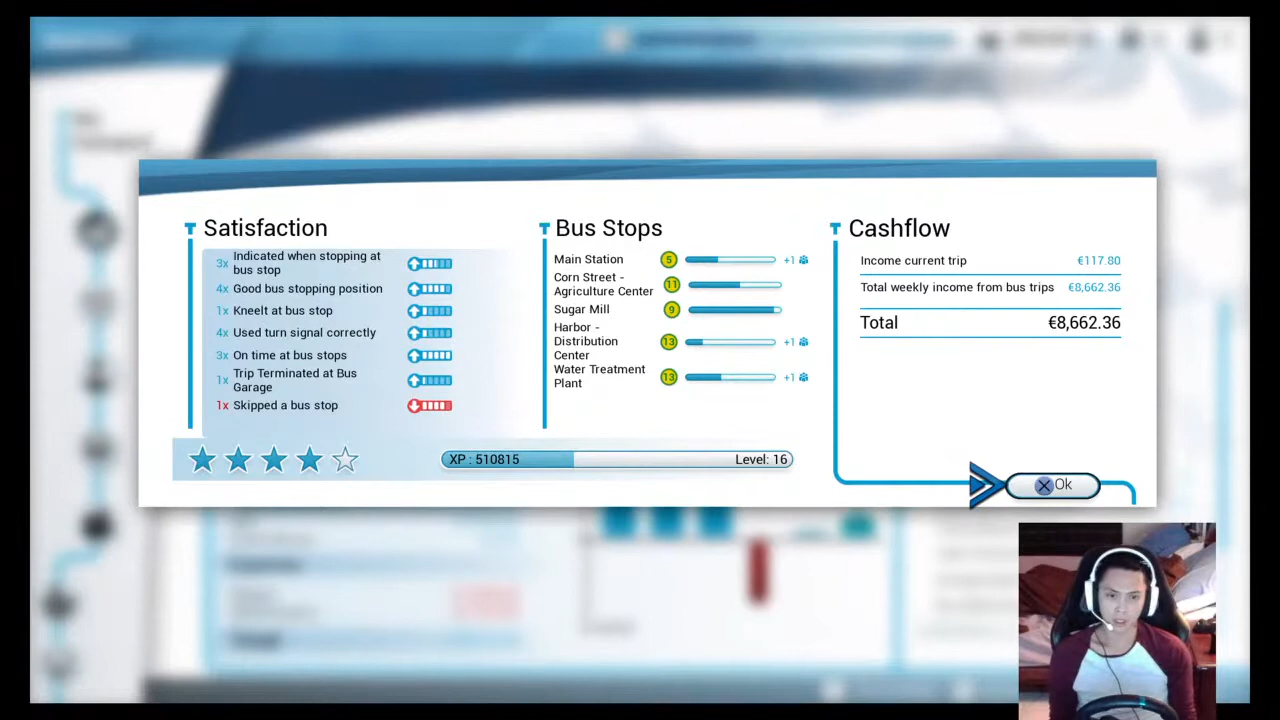 Satisfaction
3x Indicated when stopping at
bus stop
4x Good bus stopping position
1x Kneelt at bus stop
4x Used turn signal correctly
3x On time at bus stops
1x Trip Terminated at Bus
Garage
1x Skipped a bus stop
Bus Stops
Main Station 5 +1
Corn Street -
Agriculture Center 11
Sugar Mill 9
Harbor -
Distribution
Center 13 +1
Water Treatment
Plant 13 +1
Cashflow
Income current trip €117.80
Total weekly income from bus trips €8,662.36
Total €8,662.36
XP : 510815 Level: 16
Ok